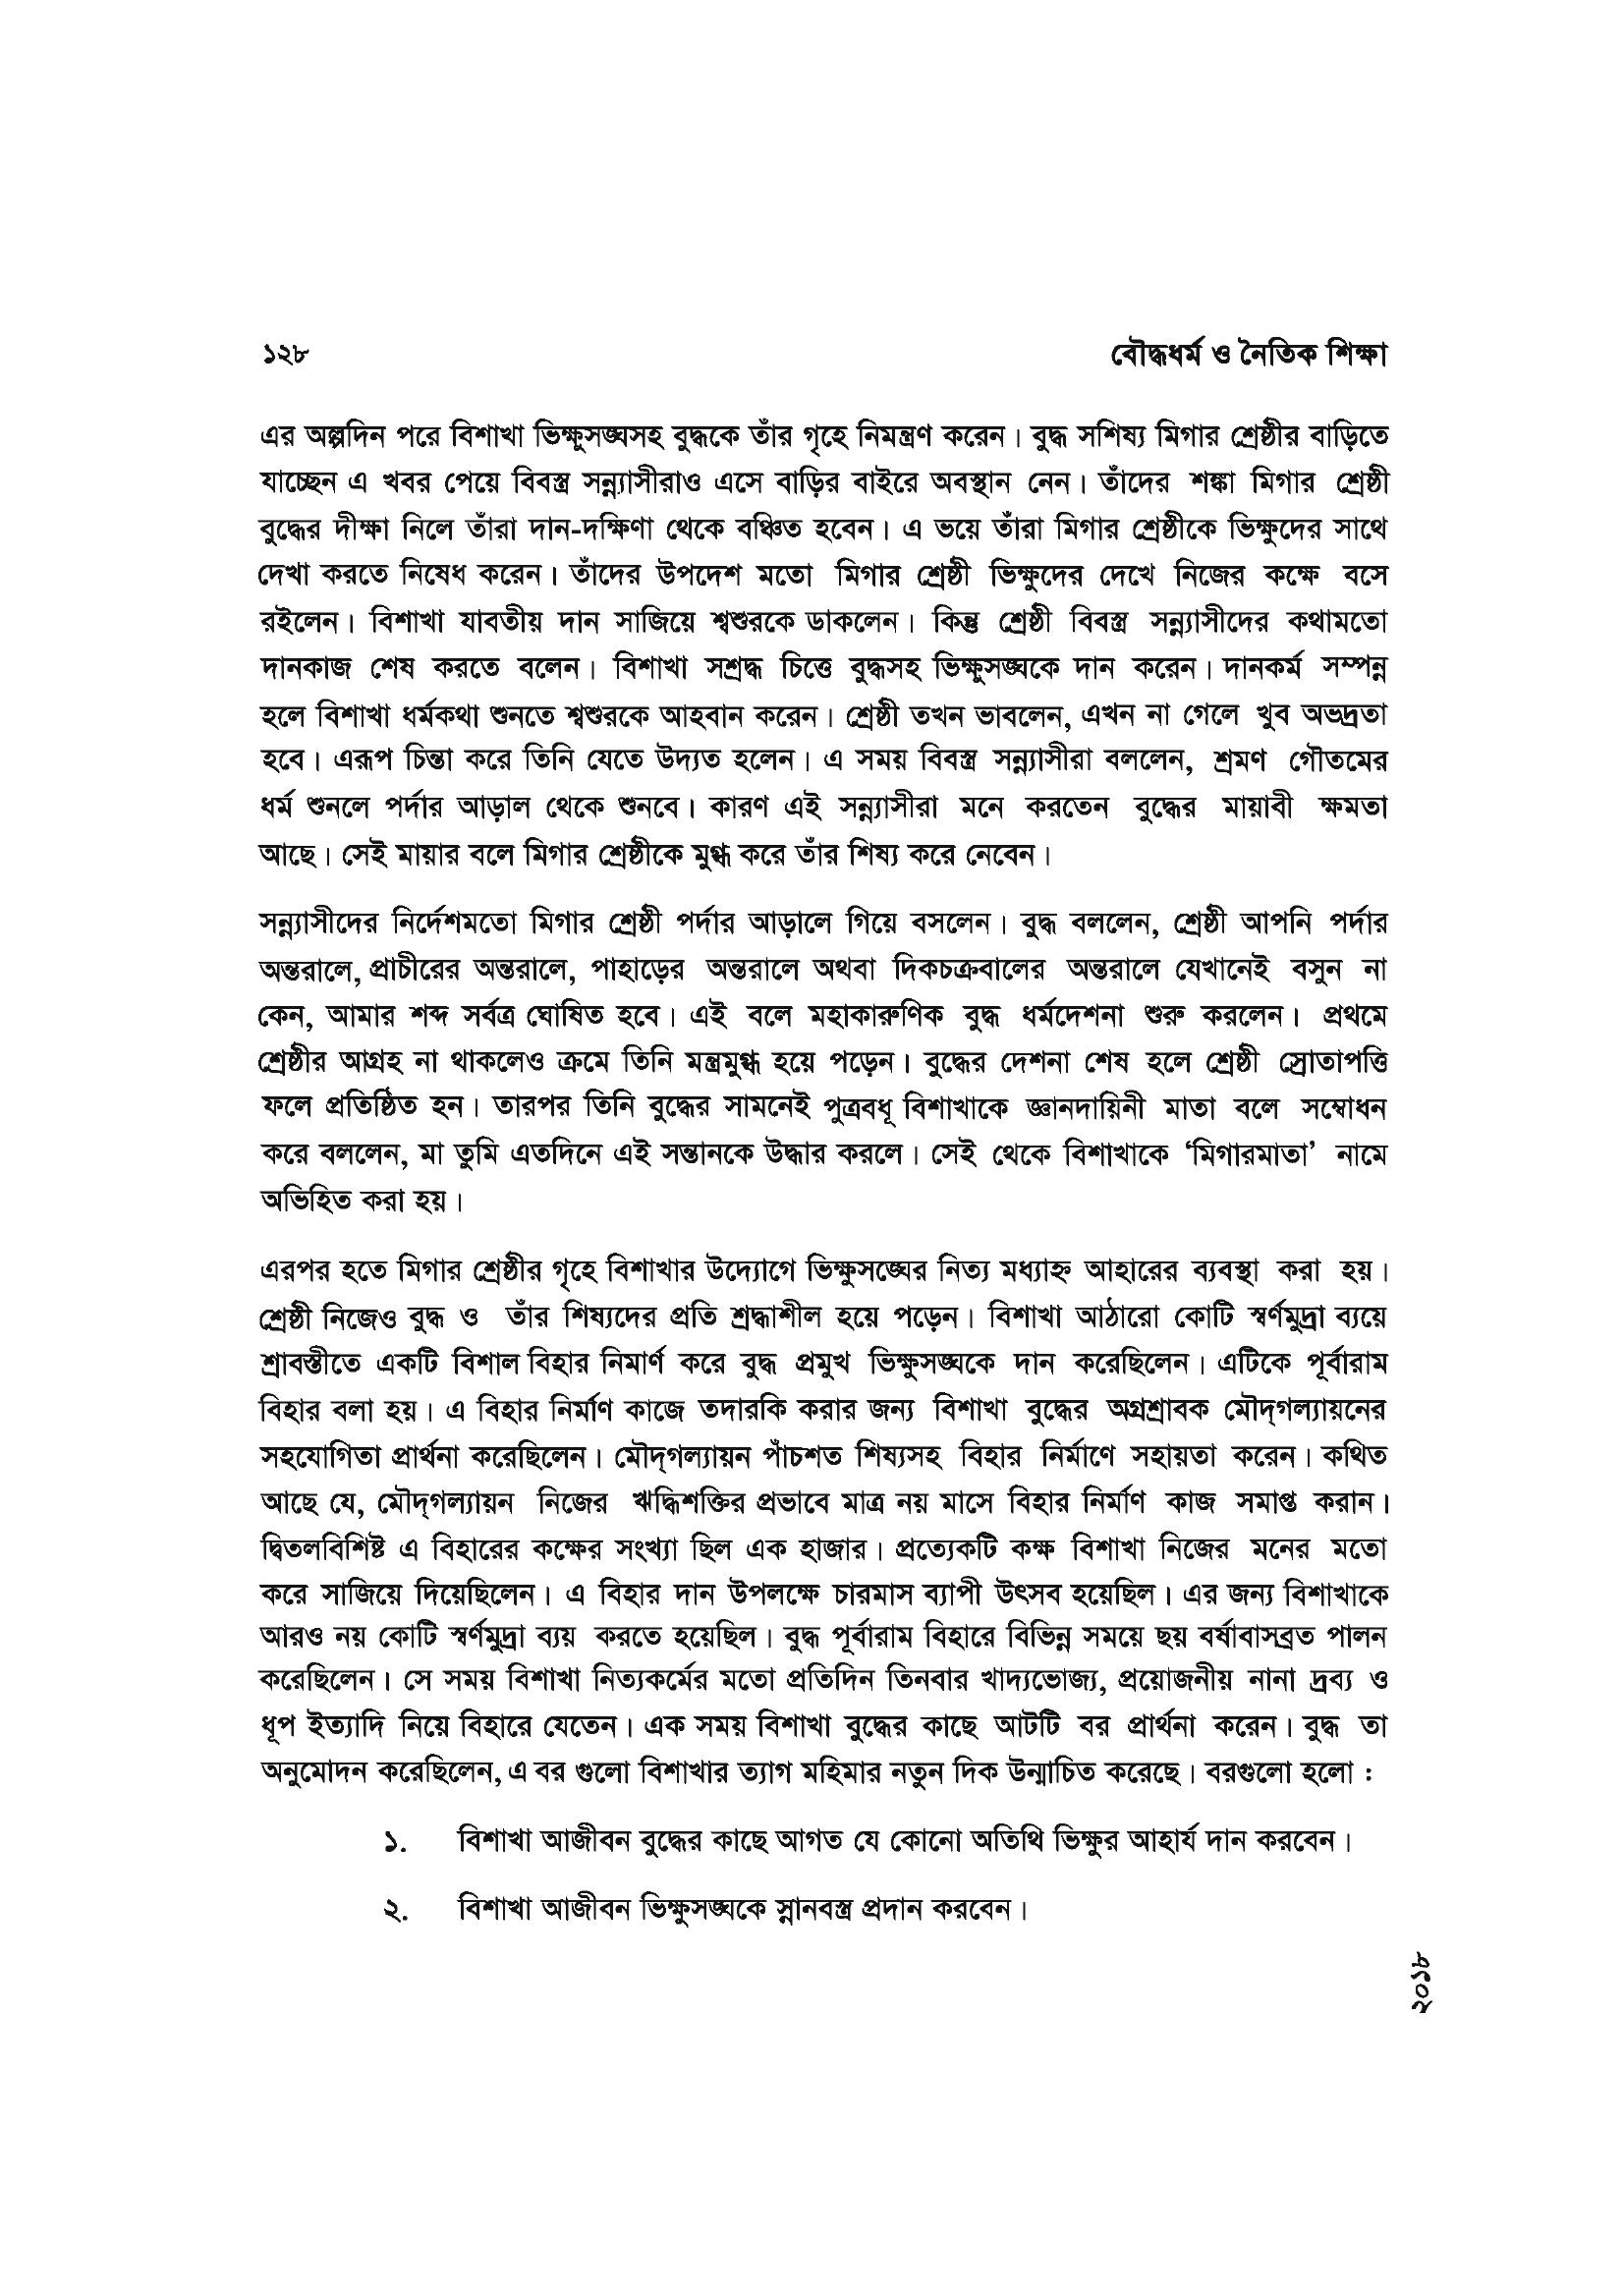 ১২৮ বৌদ্ধধর্ম ও নৈতিক শিক্ষা
এর অল্পদিন পরে বিশাখা ভিক্ষুসঙ্ঘসহ বুদ্ধকে তাঁর গৃহে নিমন্ত্রণ করেন। বুদ্ধ সশিষ্য মিগার শ্রেষ্ঠীর বাড়িতে
যাচ্ছেন এ খবর পেয়ে বিবস্ত্র সন্ন্যাসীরাও এসে বাড়ির বাইরে অবস্থান নেন। তাঁদের শঙ্কা মিগার শ্রেষ্ঠী
বুদ্ধের দীক্ষা নিলে তাঁরা দান-দক্ষিণা থেকে বঞ্চিত হবেন। এ ভয়ে তাঁরা মিগার শ্রেষ্ঠীকে ভিক্ষুদের সাথে
দেখা করতে নিষেধ করেন। তাঁদের উপদেশ মতো মিগার শ্রেষ্ঠী ভিক্ষুদের দেখে নিজের কক্ষে বসে
রইলেন। বিশাখা যাবতীয় দান সাজিয়ে শ্বশুরকে ডাকলেন। কিন্তু শ্রেষ্ঠী বিবস্ত্র সন্ন্যাসীদের কথামতো
দানকাজ শেষ করতে বলেন। বিশাখা সশ্রদ্ধ চিত্তে বুদ্ধসহ ভিক্ষুসঙ্ঘকে দান করেন। দানকর্ম সম্পন্ন
হলে বিশাখা ধর্মকথা শুনতে শ্বশুরকে আহবান করেন। শ্রেষ্ঠী তখন ভাবলেন, এখন না গেলে খুব অভদ্রতা
হবে। এরূপ চিন্তা করে তিনি যেতে উদ্যত হলেন। এ সময় বিবস্ত্র সন্ন্যাসীরা বললেন, শ্রমণ গৌতমের
ধর্ম শুনলে পর্দার আড়াল থেকে শুনবে। কারণ এই সন্ন্যাসীরা মনে করতেন বুদ্ধের মায়াবী ক্ষমতা
আছে। সেই মায়ার বলে মিগার শ্রেষ্ঠীকে মুগ্ধ করে তাঁর শিষ্য করে নেবেন।
সন্ন্যাসীদের নির্দেশমতো মিগার শ্রেষ্ঠী পর্দার আড়ালে গিয়ে বসলেন। বুদ্ধ বললেন, শ্রেষ্ঠী আপনি পর্দার
অন্তরালে, প্রাচীরের অন্তরালে, পাহাড়ের অন্তরালে অথবা দিকচক্রবালের অন্তরালে যেখানেই বসুন না
কেন, আমার শব্দ সর্বত্র ঘোষিত হবে। এই বলে মহাকারুণিক বুদ্ধ ধর্মদেশনা শুরু করলেন। প্রথমে
শ্রেষ্ঠীর আগ্রহ না থাকলেও ক্রমে তিনি মন্ত্রমুগ্ধ হয়ে পড়েন। বুদ্ধের দেশনা শেষ হলে শ্রেষ্ঠী স্রোতাপত্তি
ফলে প্রতিষ্ঠিত হন। তারপর তিনি বুদ্ধের সামনেই পুত্রবধূ বিশাখাকে জ্ঞানদায়িনী মাতা বলে সম্বোধন
করে বললেন, মা তুমি এতদিনে এই সন্তানকে উদ্ধার করলে। সেই থেকে বিশাখাকে ‘মিগারমাতা’ নামে
অভিহিত করা হয়।
এরপর হতে মিগার শ্রেষ্ঠীর গৃহে বিশাখার উদ্যোগে ভিক্ষুসঙ্ঘের নিত্য মধ্যাহ্ন আহারের ব্যবস্থা করা হয়।
শ্রেষ্ঠী নিজেও বুদ্ধ ও তাঁর শিষ্যদের প্রতি শ্রদ্ধাশীল হয়ে পড়েন। বিশাখা আঠারো কোটি স্বর্ণমুদ্রা ব্যয়ে
শ্রাবস্তীতে একটি বিশাল বিহার নিমার্ণ করে বুদ্ধ প্রমুখ ভিক্ষুসঙ্ঘকে দান করেছিলেন। এটিকে পূর্বারাম
বিহার বলা হয়। এ বিহার নির্মাণ কাজে তদারকি করার জন্য বিশাখা বুদ্ধের অগ্রশ্রাবক মৌদ্‌গল্যায়নের
সহযোগিতা প্রার্থনা করেছিলেন। মৌদ্‌গল্যায়ন পাঁচশত শিষ্যসহ বিহার নির্মাণে সহায়তা করেন। কথিত
আছে যে, মৌদ্‌গল্যায়ন নিজের ঋদ্ধিশক্তির প্রভাবে মাত্র নয় মাসে বিহার নির্মাণ কাজ সমাপ্ত করান।
দ্বিতলবিশিষ্ট এ বিহারের কক্ষের সংখ্যা ছিল এক হাজার। প্রত্যেকটি কক্ষ বিশাখা নিজের মনের মতো
করে সাজিয়ে দিয়েছিলেন। এ বিহার দান উপলক্ষে চারমাস ব্যাপী উৎসব হয়েছিল। এর জন্য বিশাখাকে
আরও নয় কোটি স্বর্ণমুদ্রা ব্যয় করতে হয়েছিল। বুদ্ধ পূর্বারাম বিহারে বিভিন্ন সময়ে ছয় বর্ষাবাসব্রত পালন
করেছিলেন। সে সময় বিশাখা নিত্যকর্মের মতো প্রতিদিন তিনবার খাদ্যভোজ্য, প্রয়োজনীয় নানা দ্রব্য ও
ধূপ ইত্যাদি নিয়ে বিহারে যেতেন। এক সময় বিশাখা বুদ্ধের কাছে আটটি বর প্রার্থনা করেন। বুদ্ধ তা
অনুমোদন করেছিলেন, এ বর গুলো বিশাখার ত্যাগ মহিমার নতুন দিক উন্মাচিত করেছে। বরগুলো হলো :
১. বিশাখা আজীবন বুদ্ধের কাছে আগত যে কোনো অতিথি ভিক্ষুর আহার্য দান করবেন।
২. বিশাখা আজীবন ভিক্ষুসঙ্ঘকে স্নানবস্ত্র প্রদান করবেন।
২০১৮